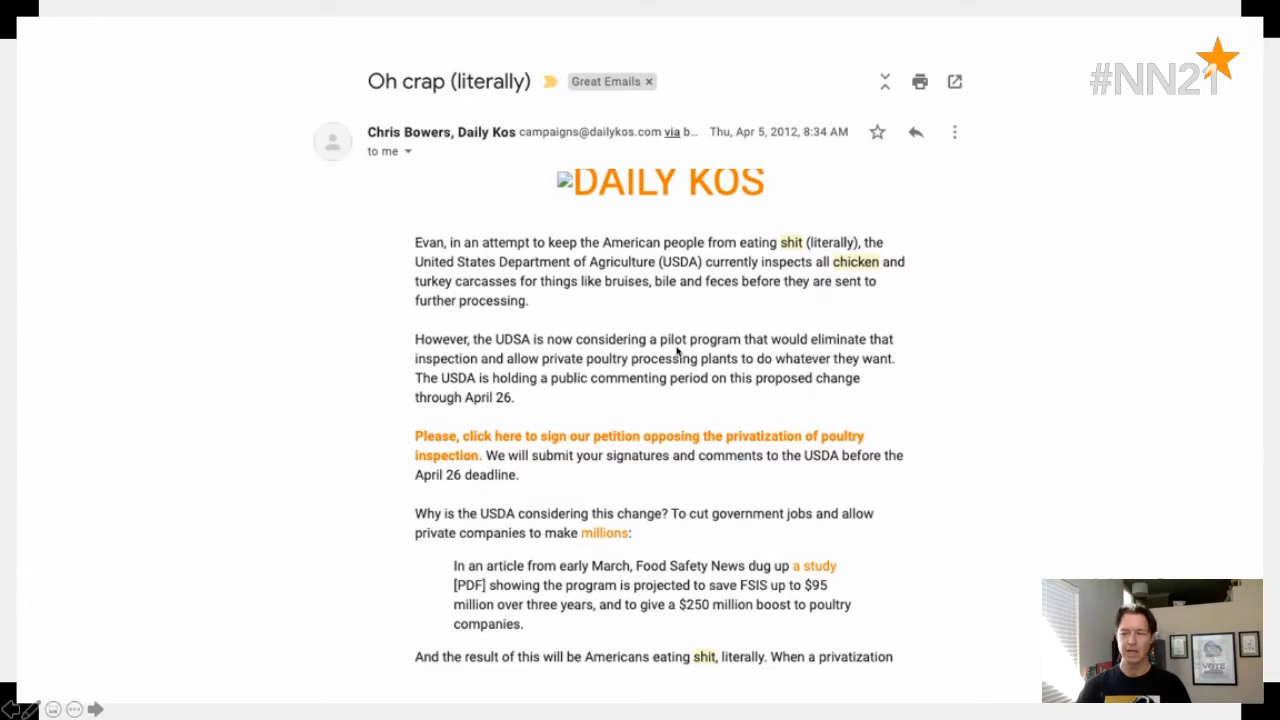 #NN21
Oh crap (literally) Great Emails ×
Chris Bowers, Daily Kos campaigns@dailykos.com via b... Thu, Apr 5, 2012, 8:34 AM
to me
DAILY KOS
Evan, in an attempt to keep the American people from eating shit (literally), the
United States Department of Agriculture (USDA) currently inspects all chicken and
turkey carcasses for things like bruises, bile and feces before they are sent to
further processing.
However, the UDSA is now considering a pilot program that would eliminate that
inspection and allow private poultry processing plants to do whatever they want.
The USDA is holding a public commenting period on this proposed change
through April 26.
Please, click here to sign our petition opposing the privatization of poultry
inspection. We will submit your signatures and comments to the USDA before the
April 26 deadline.
Why is the USDA considering this change? To cut government jobs and allow
private companies to make millions:
In an article from early March, Food Safety News dug up a study
[PDF] showing the program is projected to save FSIS up to $95
million over three years, and to give a $250 million boost to poultry
companies.
And the result of this will be Americans eating shit, literally. When a privatization
VOTE